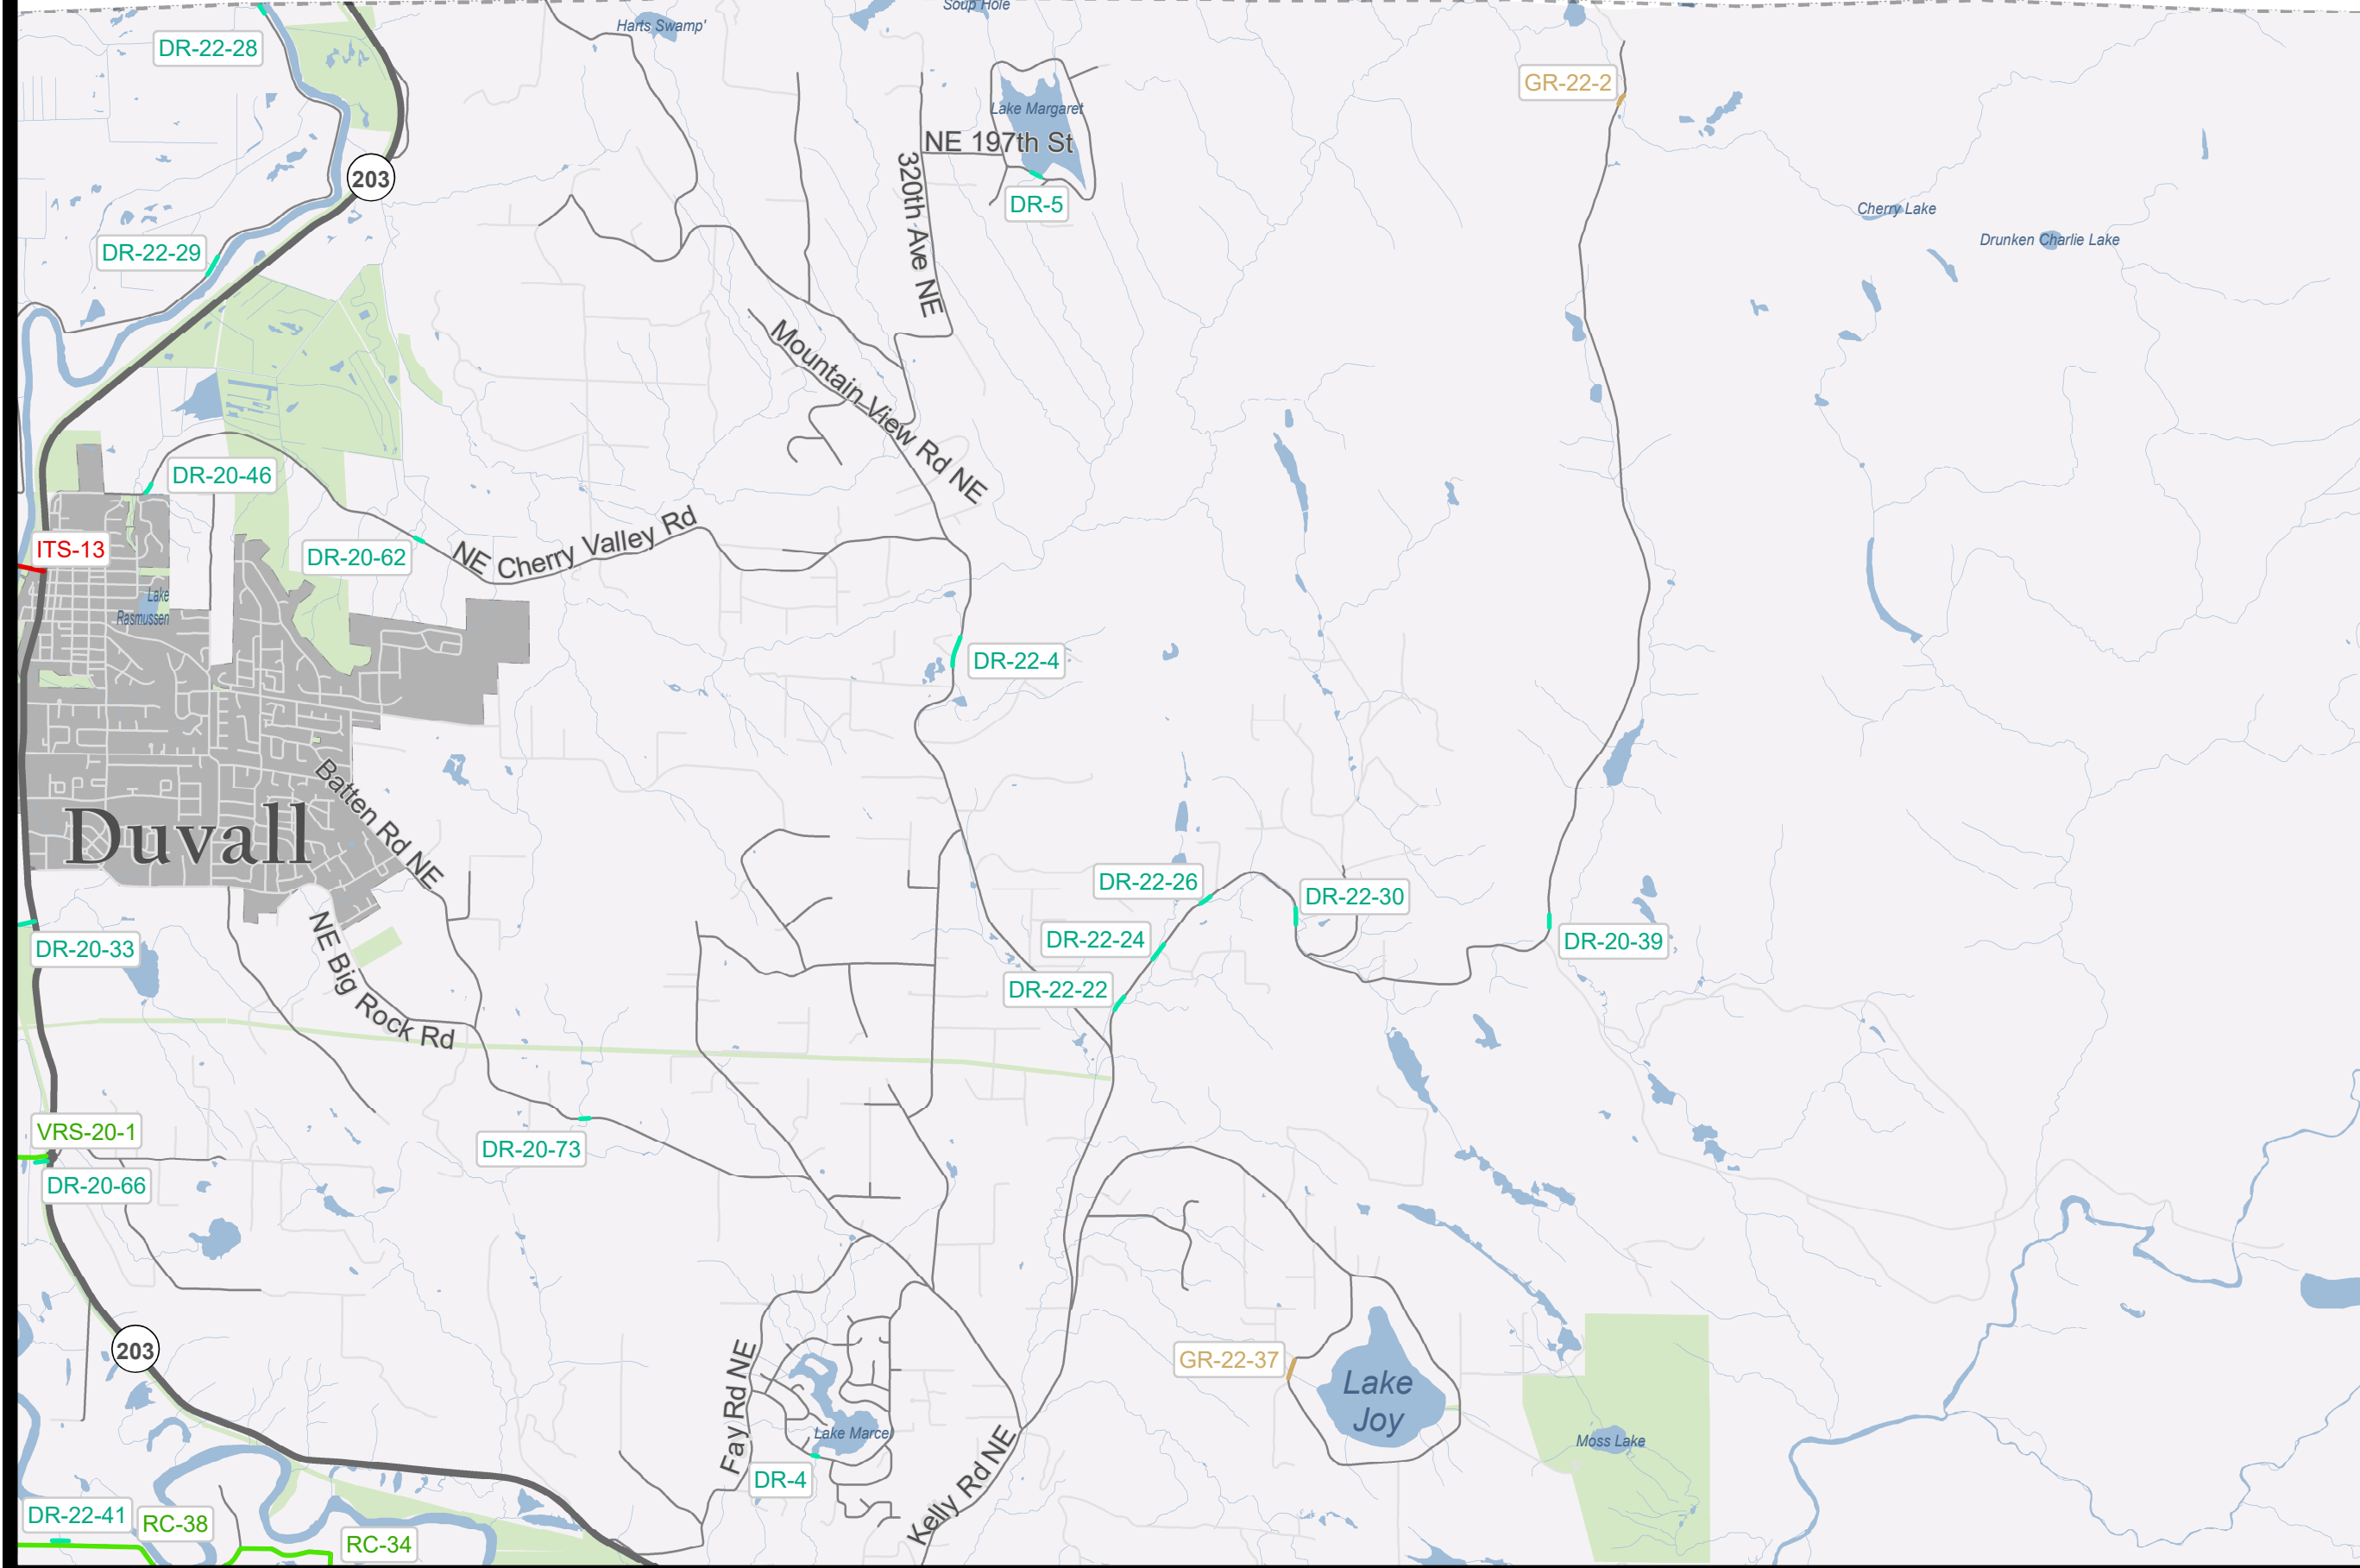 Soup Hole
Harts Swamp'
DR-22-28
GR-22-2
Lake Margaret
NE 197th St
203
320th Ave NE
DR-5
Cherry Lake
Drunken Charlie Lake
DR-22-29
Mountain View Rd NE
DR-20-46
ITS-13
DR-20-62
NE Cherry Valley Rd
Lake
Rasmussen
DR-22-4
Batten Rd NE
Duvall
DR-22-26
DR-22-30
DR-22-24
DR-20-39
DR-20-33
NE Big Rock Rd
DR-22-22
VRS-20-1
DR-20-73
DR-20-66
203
GR-22-37
Lake
Joy
Fay Rd NE
Lake Marcel
Moss Lake
DR-4
Kelly Rd NE
DR-22-41
RC-38
RC-34